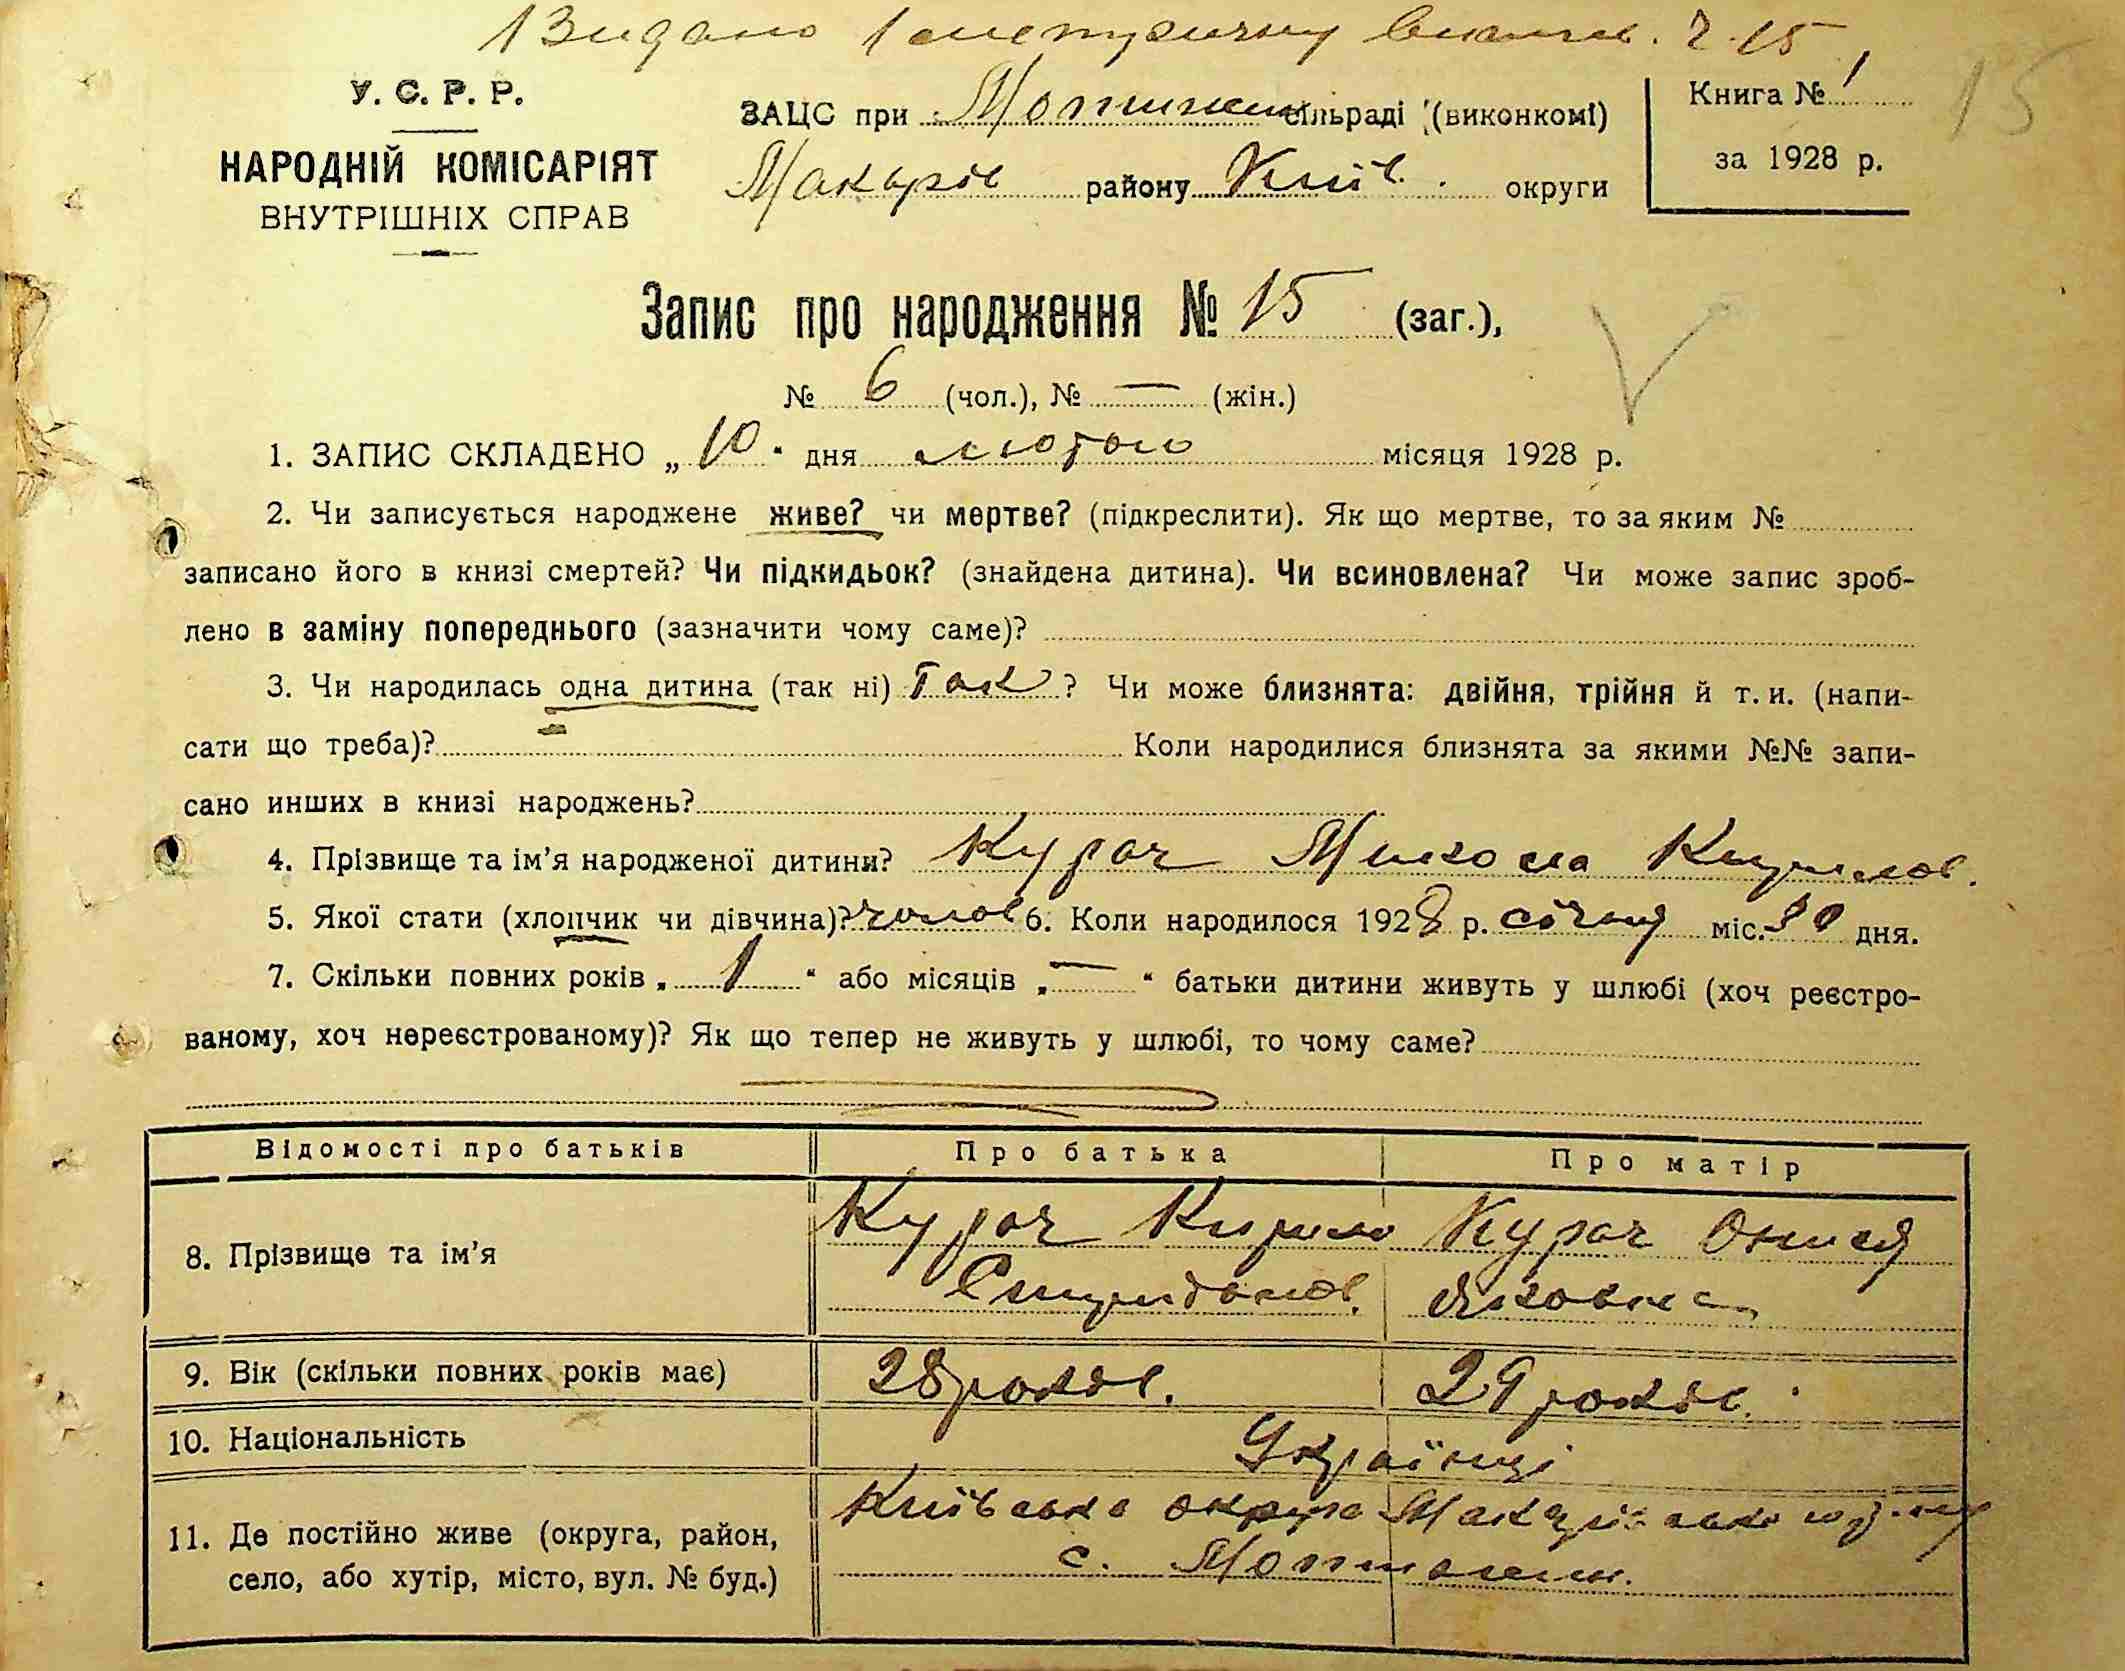 Видано 1 метричну ч. 15
15
У. С. Р. Р.
НАРОДНІЙ КОМІСАРІЯТ
ВНУТРІШНІХ СПРАВ
ЗАЦС при сільраді (виконкомі)
Макарів району Київ. округи
Книга № 1
за 1928 р.
Запис про народження № 15 (заг.),
№ 6 (чол.), № — (жін.)
1. ЗАПИС СКЛАДЕНО „ 10 " дня лютого місяця 1928 р.
2. Чи записується народжене живе? чи мертве? (підкреслити). Як що мертве, то за яким №
записано його в книзі смертей? Чи підкидьок? (знайдена дитина). Чи всиновлена? Чи може запис зроб-
лено в заміну попереднього (зазначити чому саме)?
3. Чи народилась одна дитина (так ні) Так ? Чи може близнята: двійня, трійня й т. и. (напи-
сати що треба)? Коли народилися близнята за якими №№ запи-
сано инших в книзі народжень?
4. Прізвище та ім'я народженої дитини? Курач Микола Кирилов.
5. Якої стати (хлопчик чи дівчина)? чолов 6. Коли народилося 1928 р. січня міс. 30 дня.
7. Скільки повних років „ 1 " або місяців „ — " батьки дитини живуть у шлюбі (хоч реєстро-
ваному, хоч нереєстрованому)? Як що тепер не живуть у шлюбі, то чому саме?
Відомості про батьків Про батька Про матір
8. Прізвище та ім'я Курач Кирило Курач Онися
Спиридонов. Яковна
9. Вік (скільки повних років має) 28 років. 29 років.
10. Національність Українці
11. Де постійно живе (округа, район, Київська округа Макарівського
село, або хутір, місто, вул. № буд.) с.